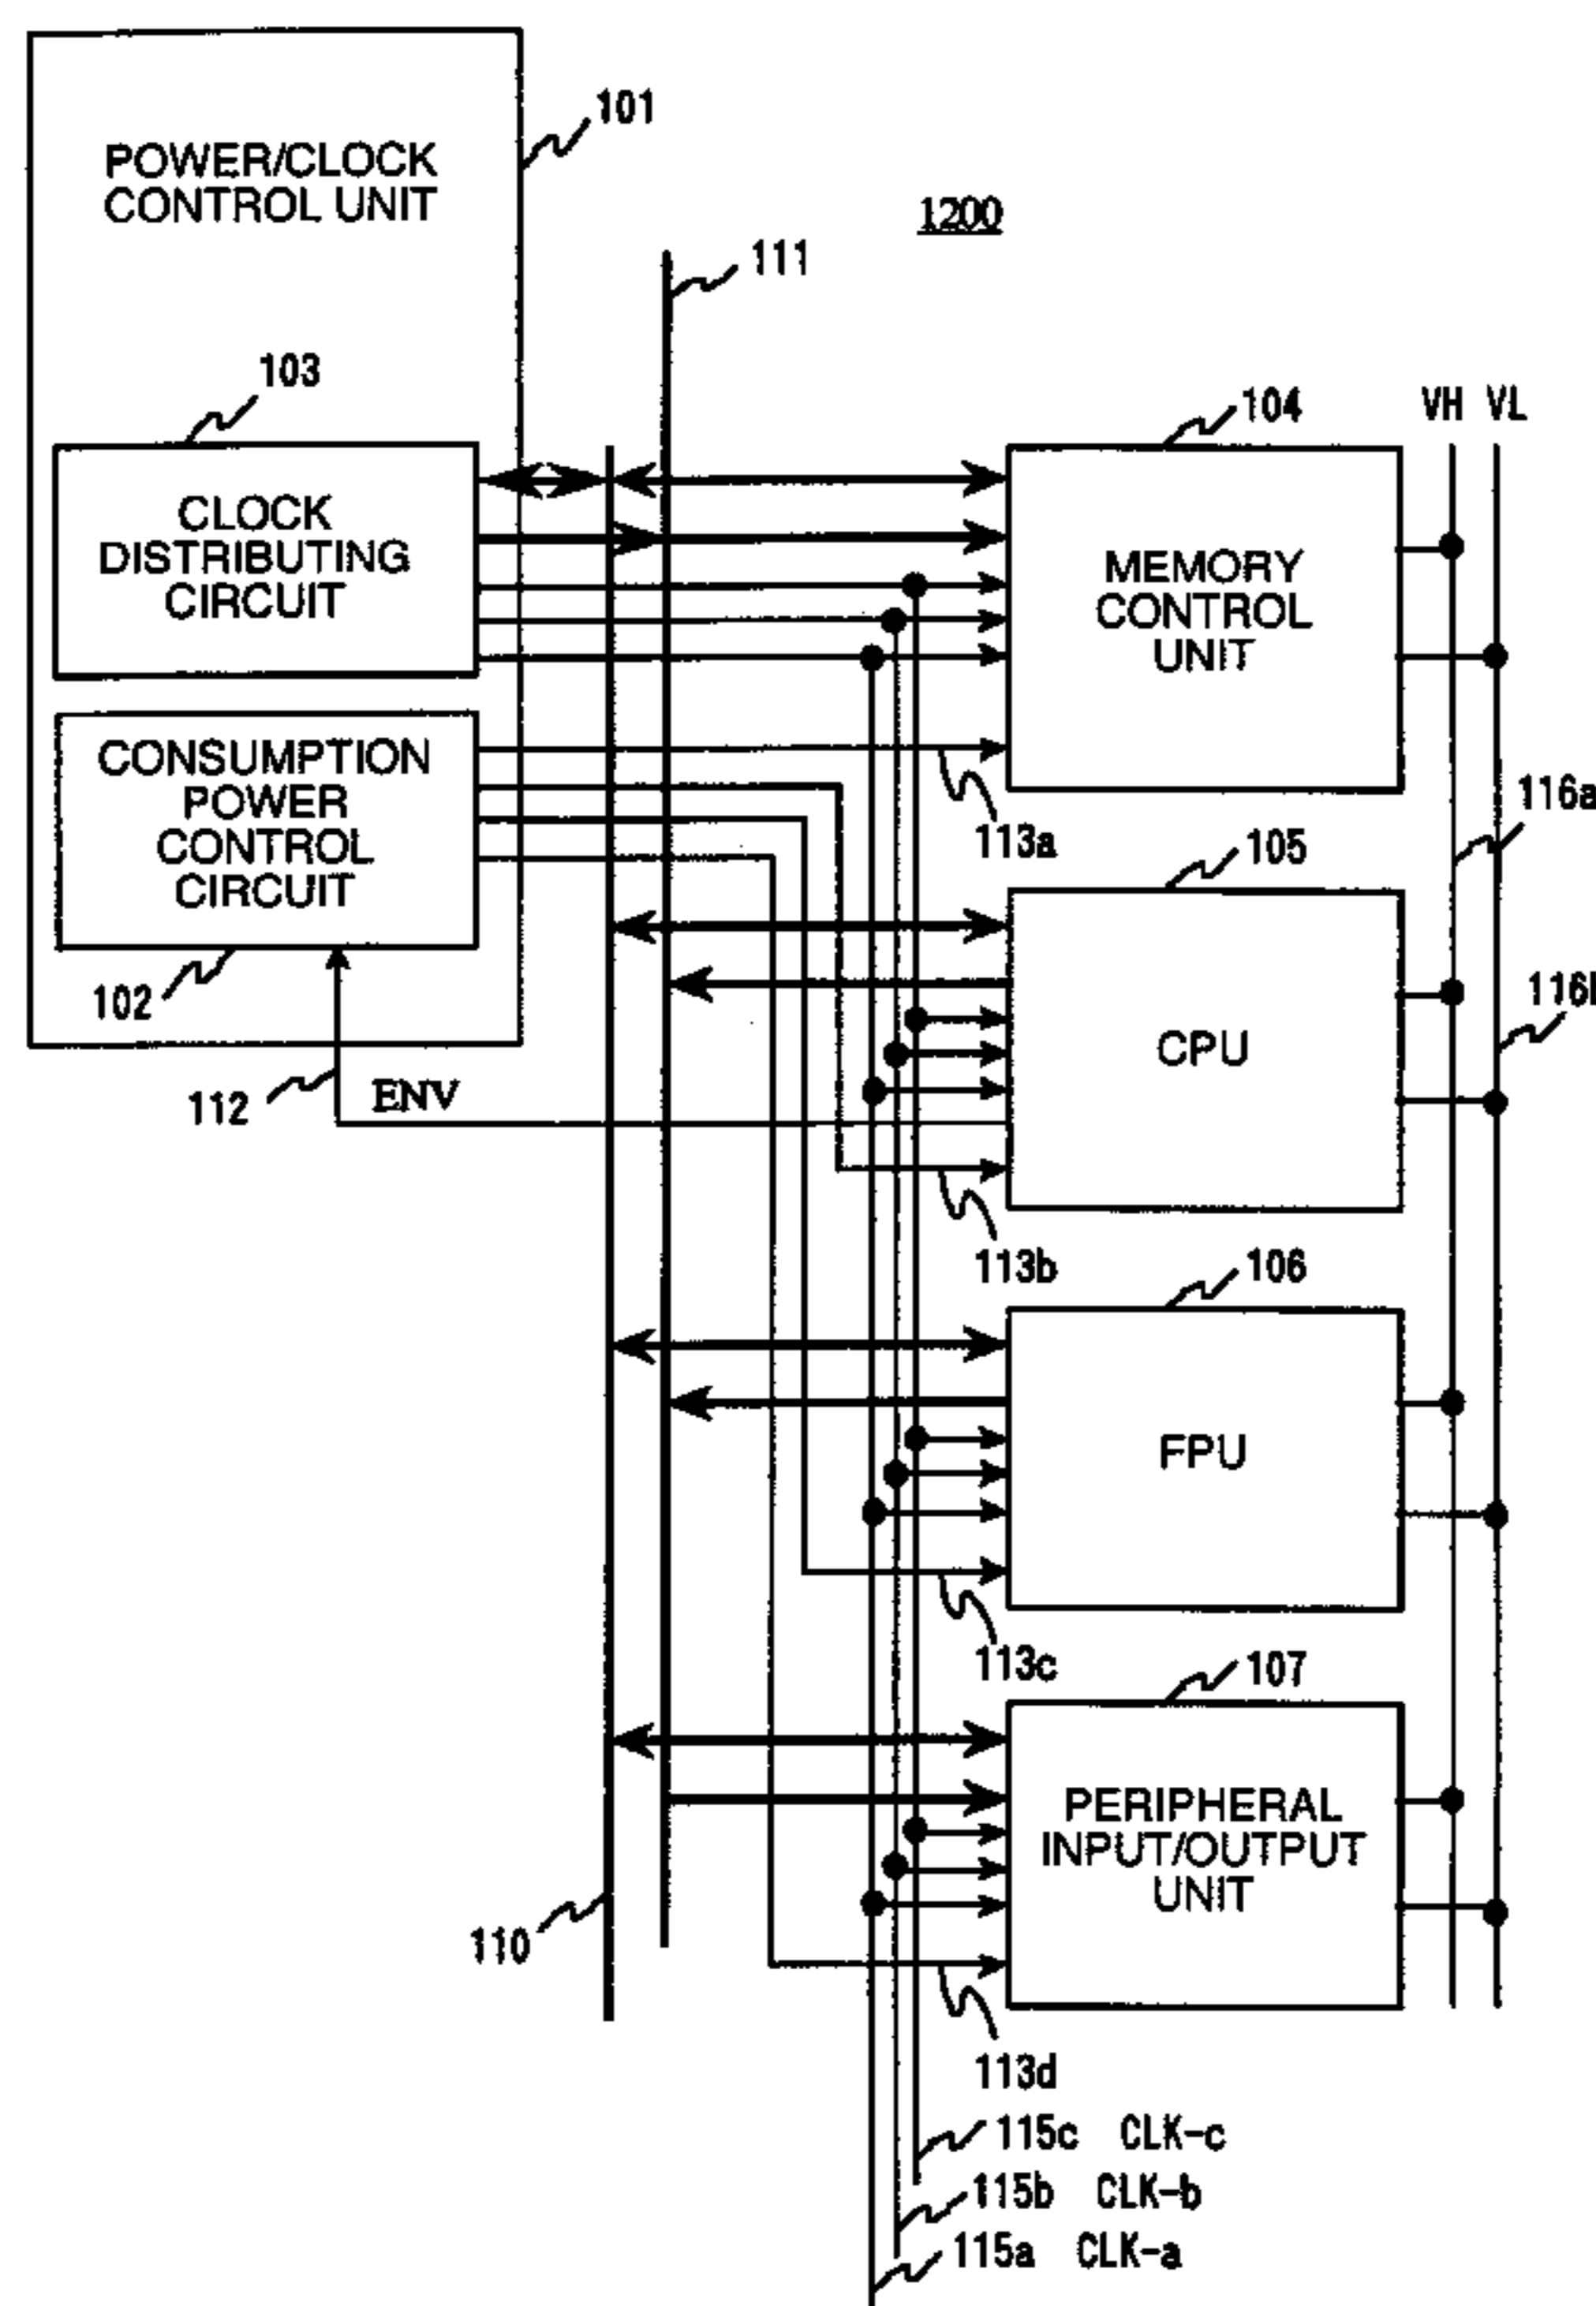 101
POWER/CLOCK
CONTROL UNIT
1200
111
103
CLOCK
DISTRIBUTING
CIRCUIT
104
VH VL
MEMORY
CONTROL
UNIT
CONSUMPTION
POWER
CONTROL
CIRCUIT
113a
116a
102
105
CPU
116b
112
ENV
113b
106
FPU
113c
107
PERIPHERAL
INPUT/OUTPUT
UNIT
110
113d
115c CLK-c
115b CLK-b
115a CLK-a